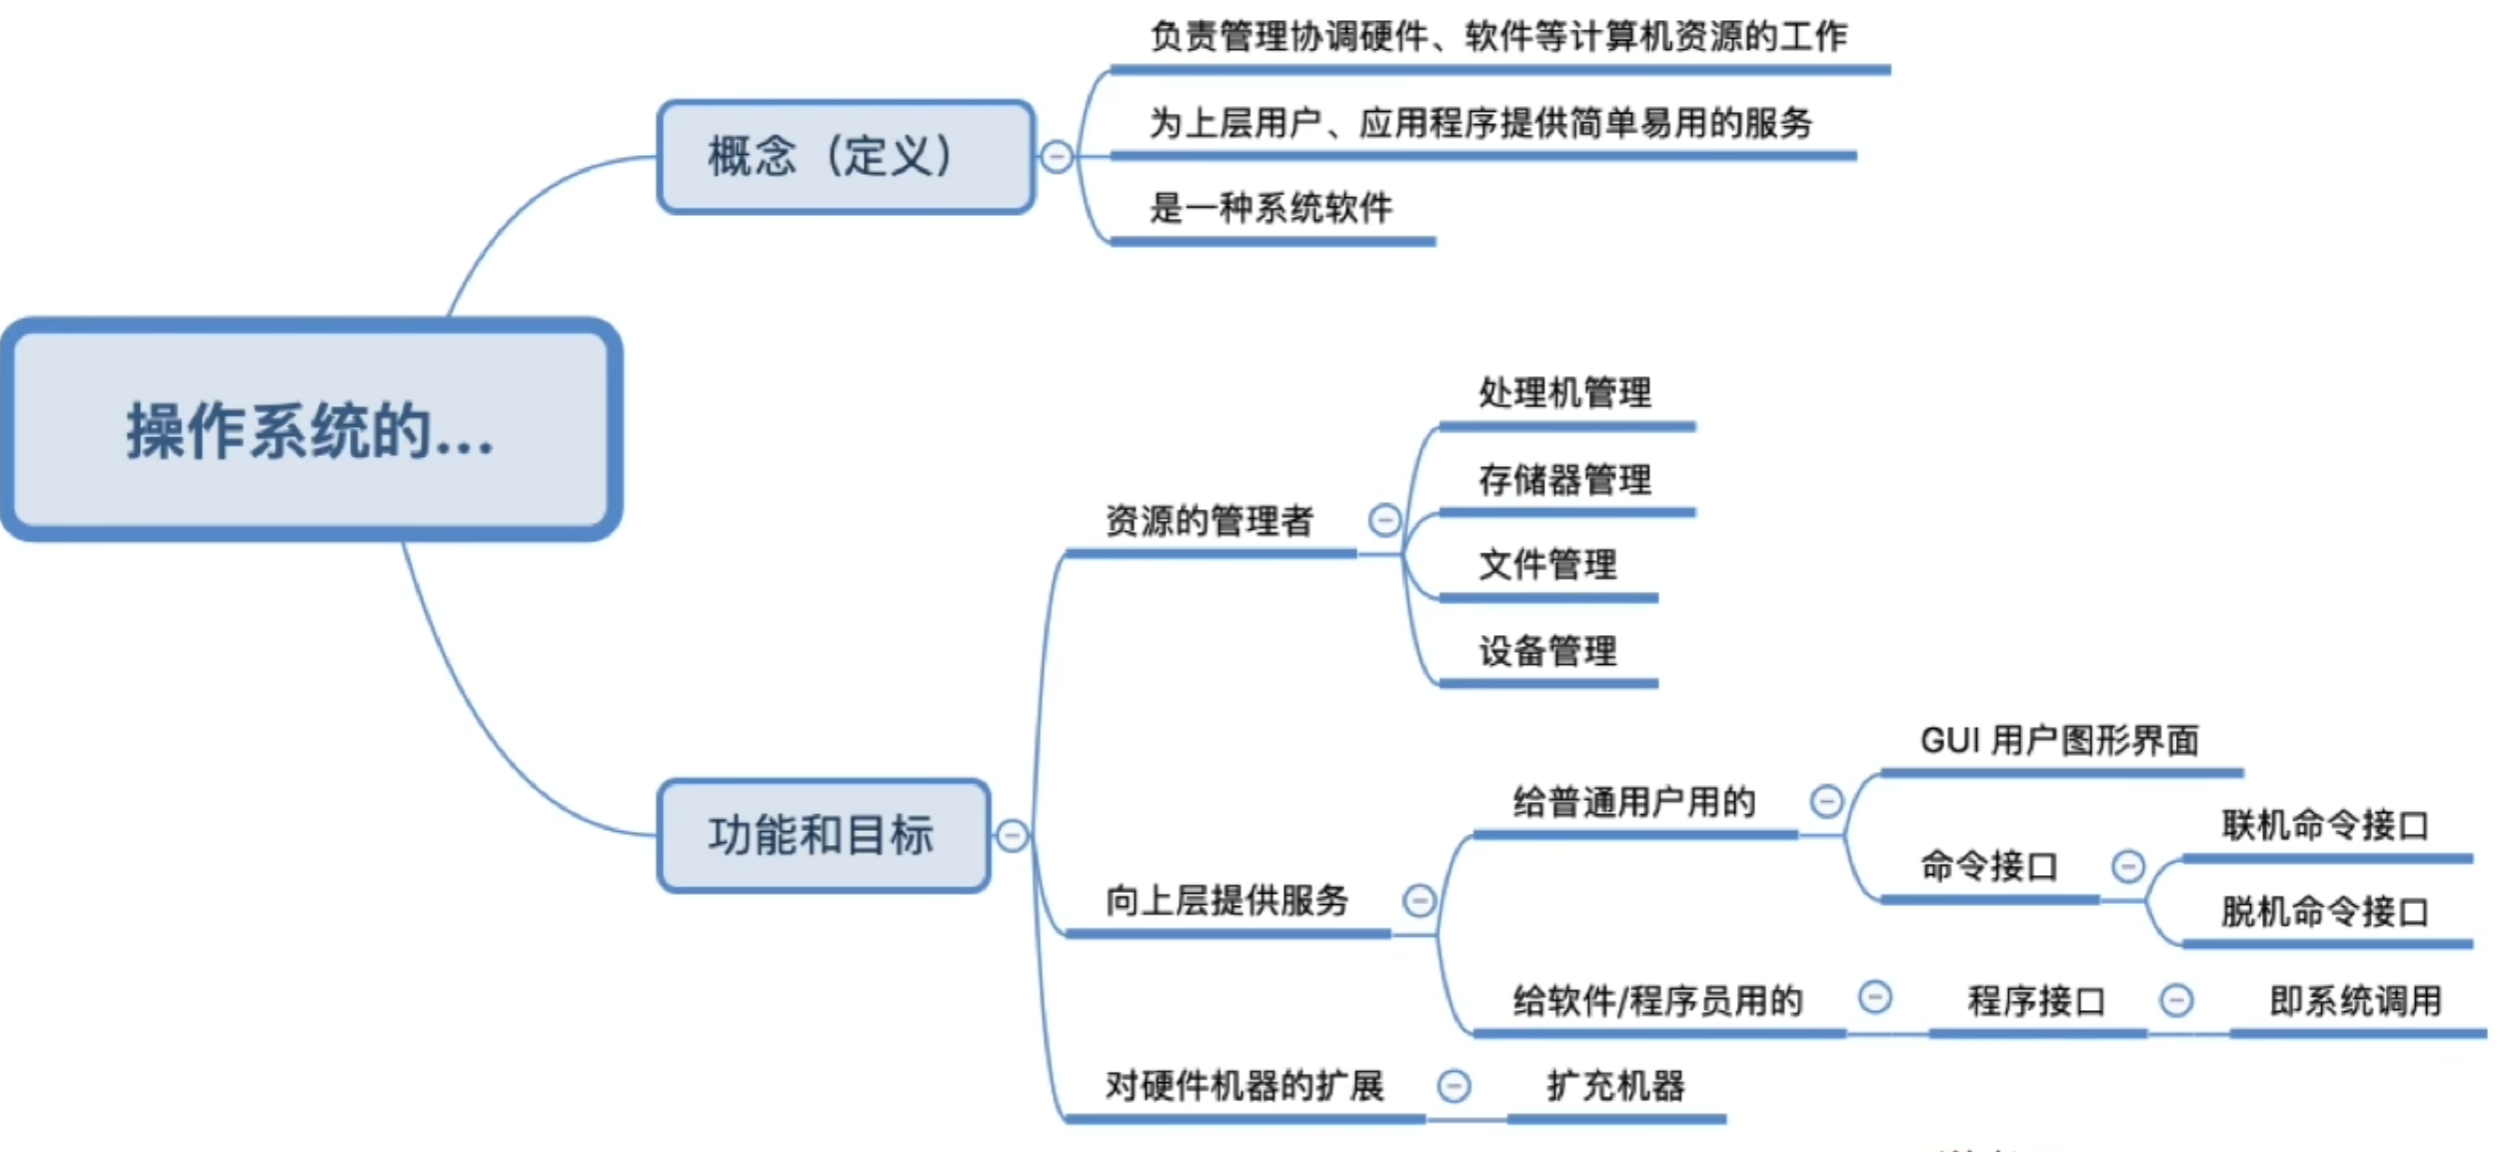 负责管理协调硬件、软件等计算机资源的工作
概念（定义）
为上层用户、应用程序提供简单易用的服务
是一种系统软件
操作系统的...
处理机管理
存储器管理
资源的管理者
文件管理
设备管理
GUI 用户图形界面
给普通用户用的
联机命令接口
功能和目标
命令接口
向上层提供服务
脱机命令接口
给软件/程序员用的
程序接口
即系统调用
对硬件机器的扩展
扩充机器